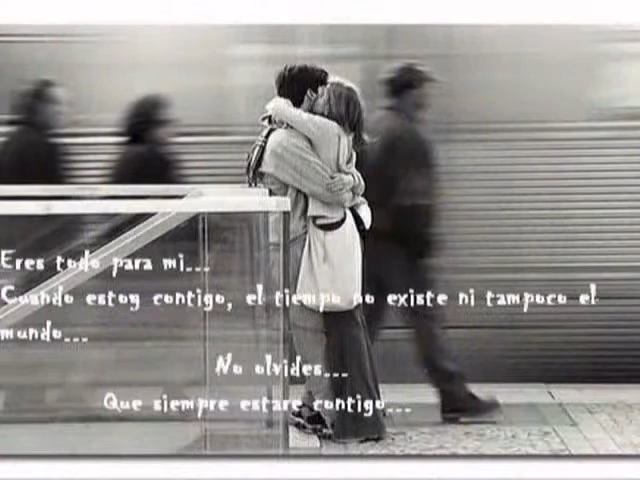 Eres todo para mi...
Cuando estoy contigo, el tiempo no existe ni tampoco el
mundo...
No olvides...
Que siempre estare contigo...